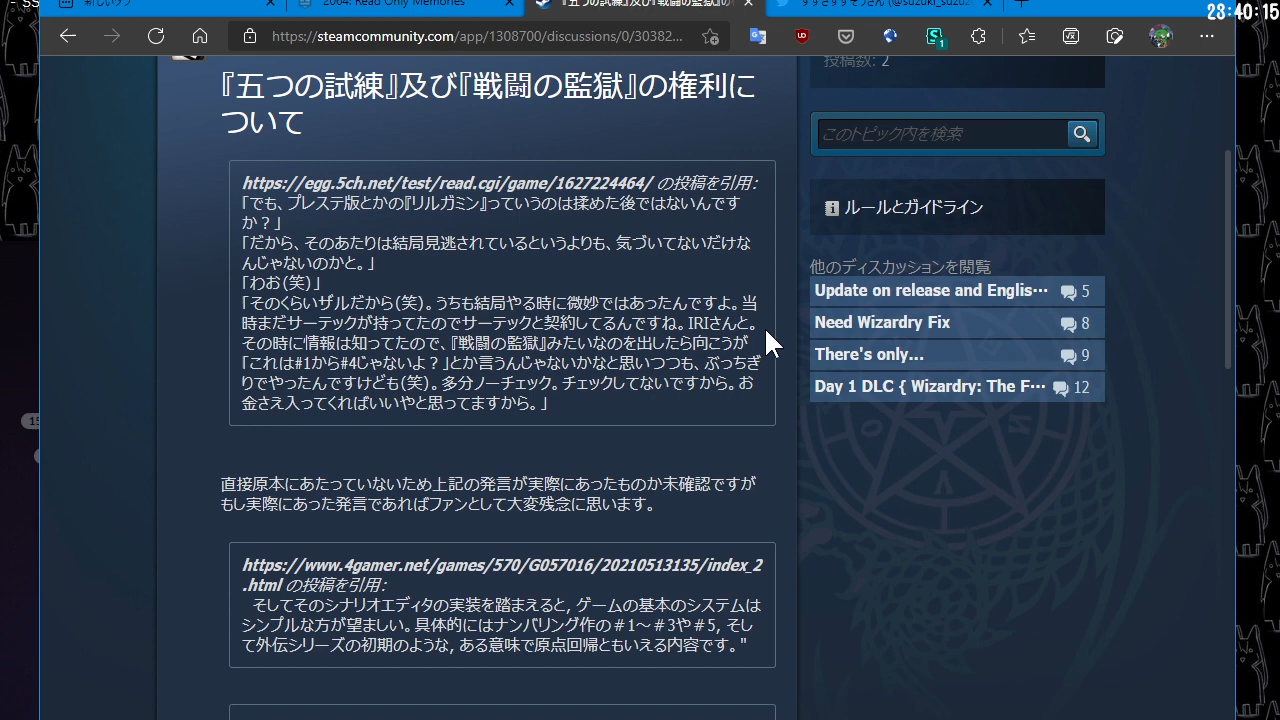 - SS
新しいタブ
2064: Read Only Memories
『五つの試練』及び『戦闘の監獄』の
すずきすずぞうさん (@suzuki_suzuz
23:40:15
https://steamcommunity.com/app/1308700/discussions/0/30382...
1
投稿数: 2
『五つの試練』及び『戦闘の監獄』の権利に
ついて
このトピック内を検索
ルールとガイドライン
https://egg.5ch.net/test/read.cgi/game/1627224464/ の投稿を引用:
「でも、プレステ版とかの『リルガミン』っていうのは揉めた後ではないんです
か？」
「だから、そのあたりは結局見逃されているというよりも、気づいてないだけな
んじゃないのかと。」
「わお(笑)」
「そのくらいザルだから(笑)。うちも結局やる時に微妙ではあったんですよ。当
時まだサーテックが持ってたのでサーテックと契約してるんですね。IRIさんと。
その時に情報は知ってたので、『戦闘の監獄』みたいなのを出したら向こうが
「これは#1から#4じゃないよ？」とか言うんじゃないかなと思いつつも、ぶっちぎ
りでやったんですけども(笑)。多分ノーチェック。チェックしてないですから。お
金さえ入ってくればいいやと思ってますから。」
他のディスカッションを閲覧
Update on release and Englis… 5
Need Wizardry Fix 8
There's only... 9
Day 1 DLC { Wizardry: The F… 12
15
直接原本にあたっていないため上記の発言が実際にあったものか未確認ですが
もし実際にあった発言であればファンとして大変残念に思います。
https://www.4gamer.net/games/570/G057016/20210513135/index_2
.html の投稿を引用:
そしてそのシナリオエディタの実装を踏まえると, ゲームの基本のシステムは
シンプルな方が望ましい。具体的にはナンバリング作の＃1～＃3や＃5, そし
て外伝シリーズの初期のような, ある意味で原点回帰ともいえる内容です。"